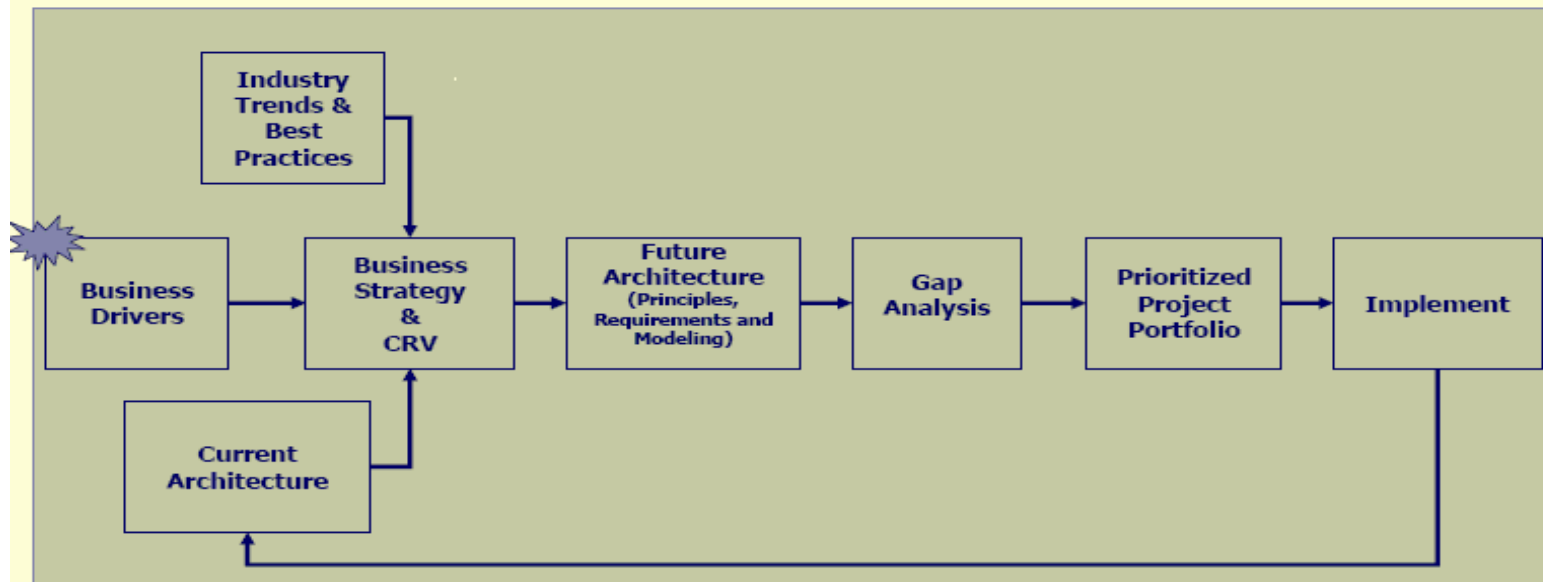 Industry
Trends &
Best
Practices
Business
Drivers
Business
Strategy
&
CRV
Future
Architecture
(Principles,
Requirements and
Modeling)
Gap
Analysis
Prioritized
Project
Portfolio
Implement
Current
Architecture